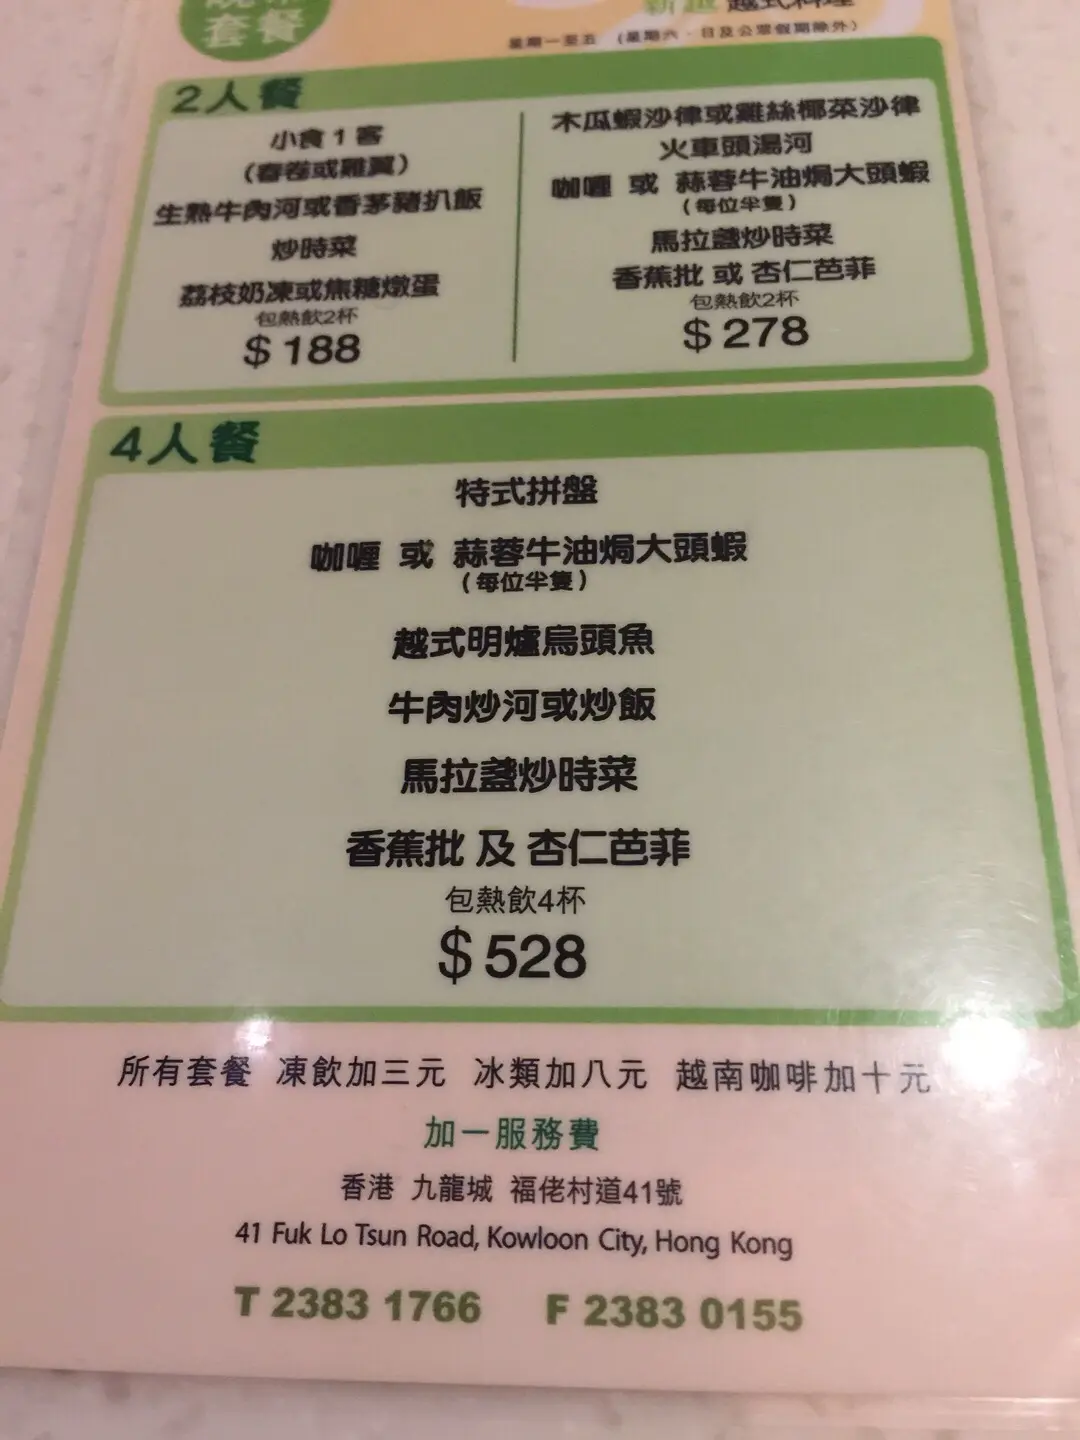 套餐
越式料理
星期一至五 (星期六、日及公眾假期除外)
2人餐
小食1客
(春卷或雞翼)
生熟牛肉河或香茅豬扒飯
炒時菜
荔枝奶凍或焦糖燉蛋
包熱飲2杯
$188
木瓜蝦沙律或雞絲椰菜沙律
火車頭湯河
咖喱 或 蒜蓉牛油焗大頭蝦
(每位半隻)
馬拉盞炒時菜
香蕉批 或 杏仁芭菲
包熱飲2杯
$278
4人餐
特式拼盤
咖喱 或 蒜蓉牛油焗大頭蝦
(每位半隻)
越式明爐烏頭魚
牛肉炒河或炒飯
馬拉盞炒時菜
香蕉批 及 杏仁芭菲
包熱飲4杯
$528
所有套餐 凍飲加三元 冰類加八元 越南咖啡加十元
加一服務費
香港 九龍城 福佬村道41號
41 Fuk Lo Tsun Road, Kowloon City, Hong Kong
T 2383 1766 F 2383 0155